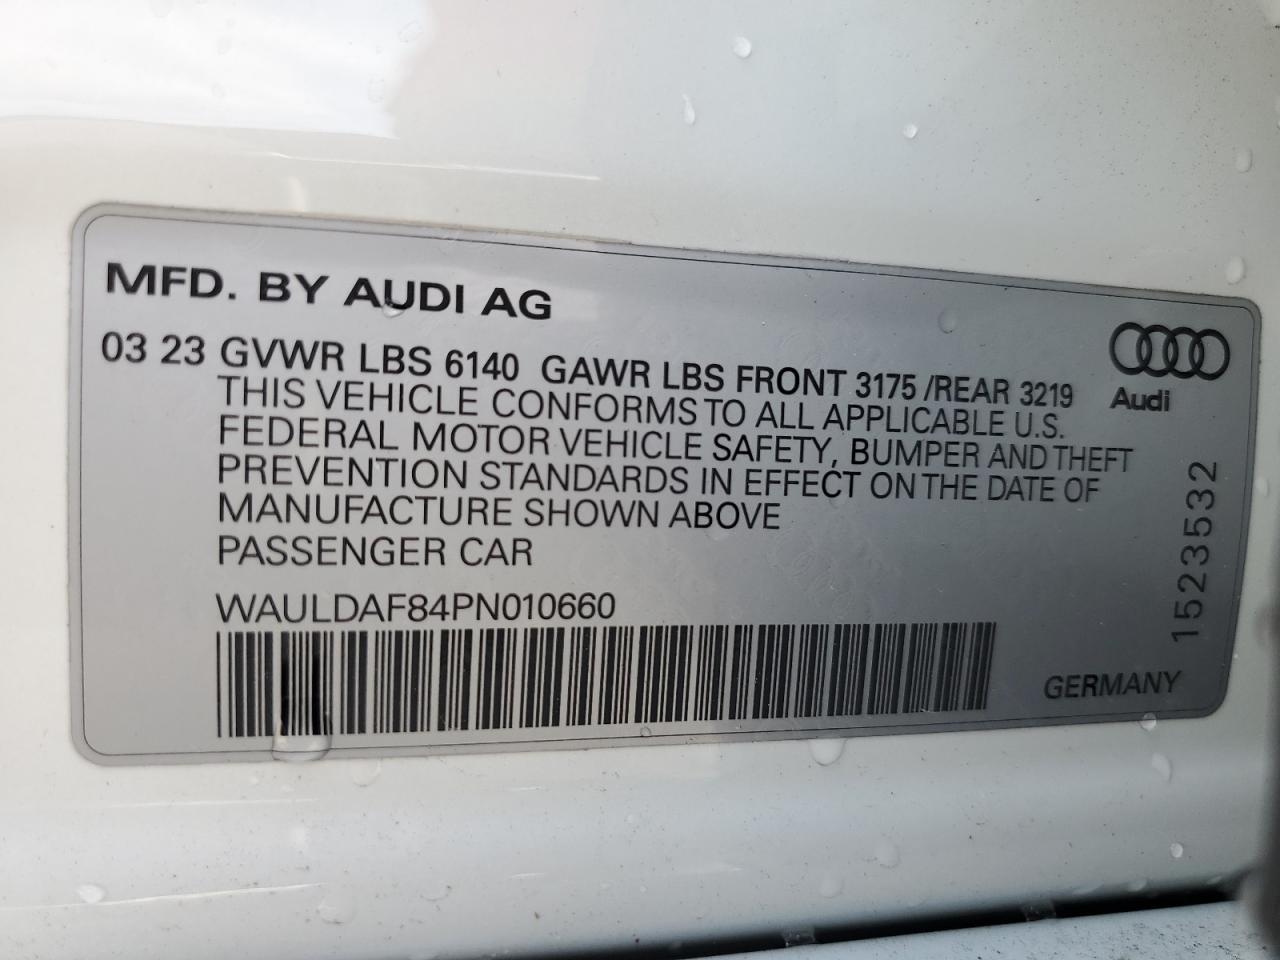 MFD. BY AUDI AG
03 23 GVWR LBS 6140 GAWR LBS FRONT 3175 /REAR 3219
THIS VEHICLE CONFORMS TO ALL APPLICABLE U.S.
FEDERAL MOTOR VEHICLE SAFETY, BUMPER AND THEFT
PREVENTION STANDARDS IN EFFECT ON THE DATE OF
MANUFACTURE SHOWN ABOVE
PASSENGER CAR
WAULDAF84PN010660
Audi
1523532
GERMANY